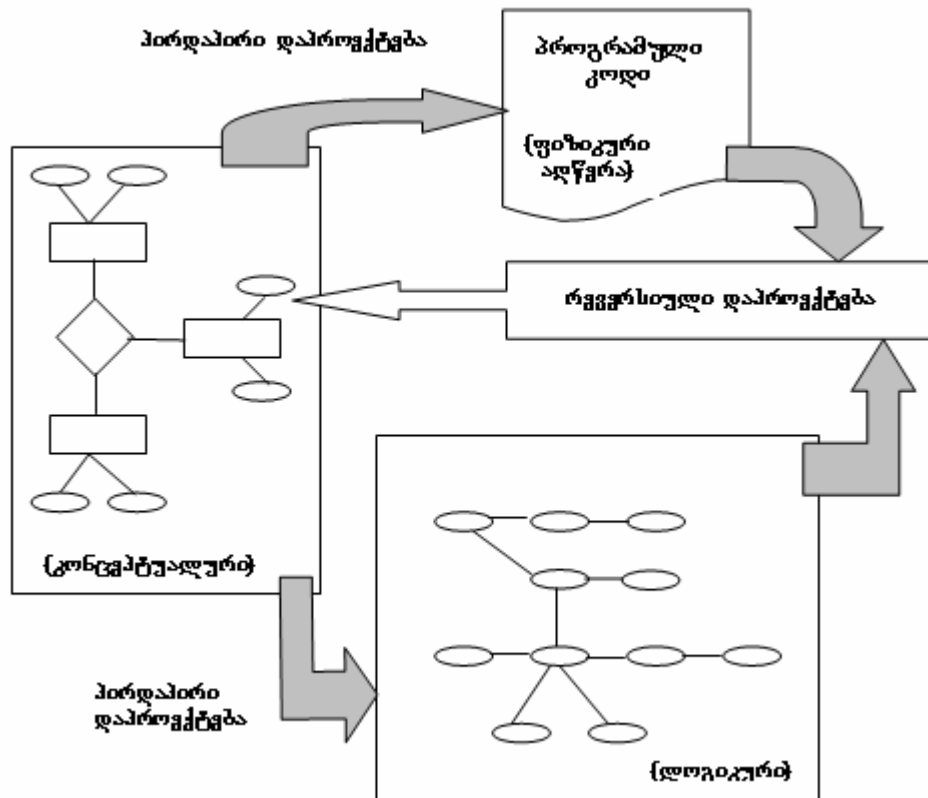 პირდაპირი დაპროექტება
პროგრამული
კოდი
(ფიზიკური
აღწერა)
რევერსიული დაპროექტება
(კონცეპტუალური)
პირდაპირი
დაპროექტება
(ლოგიკური)